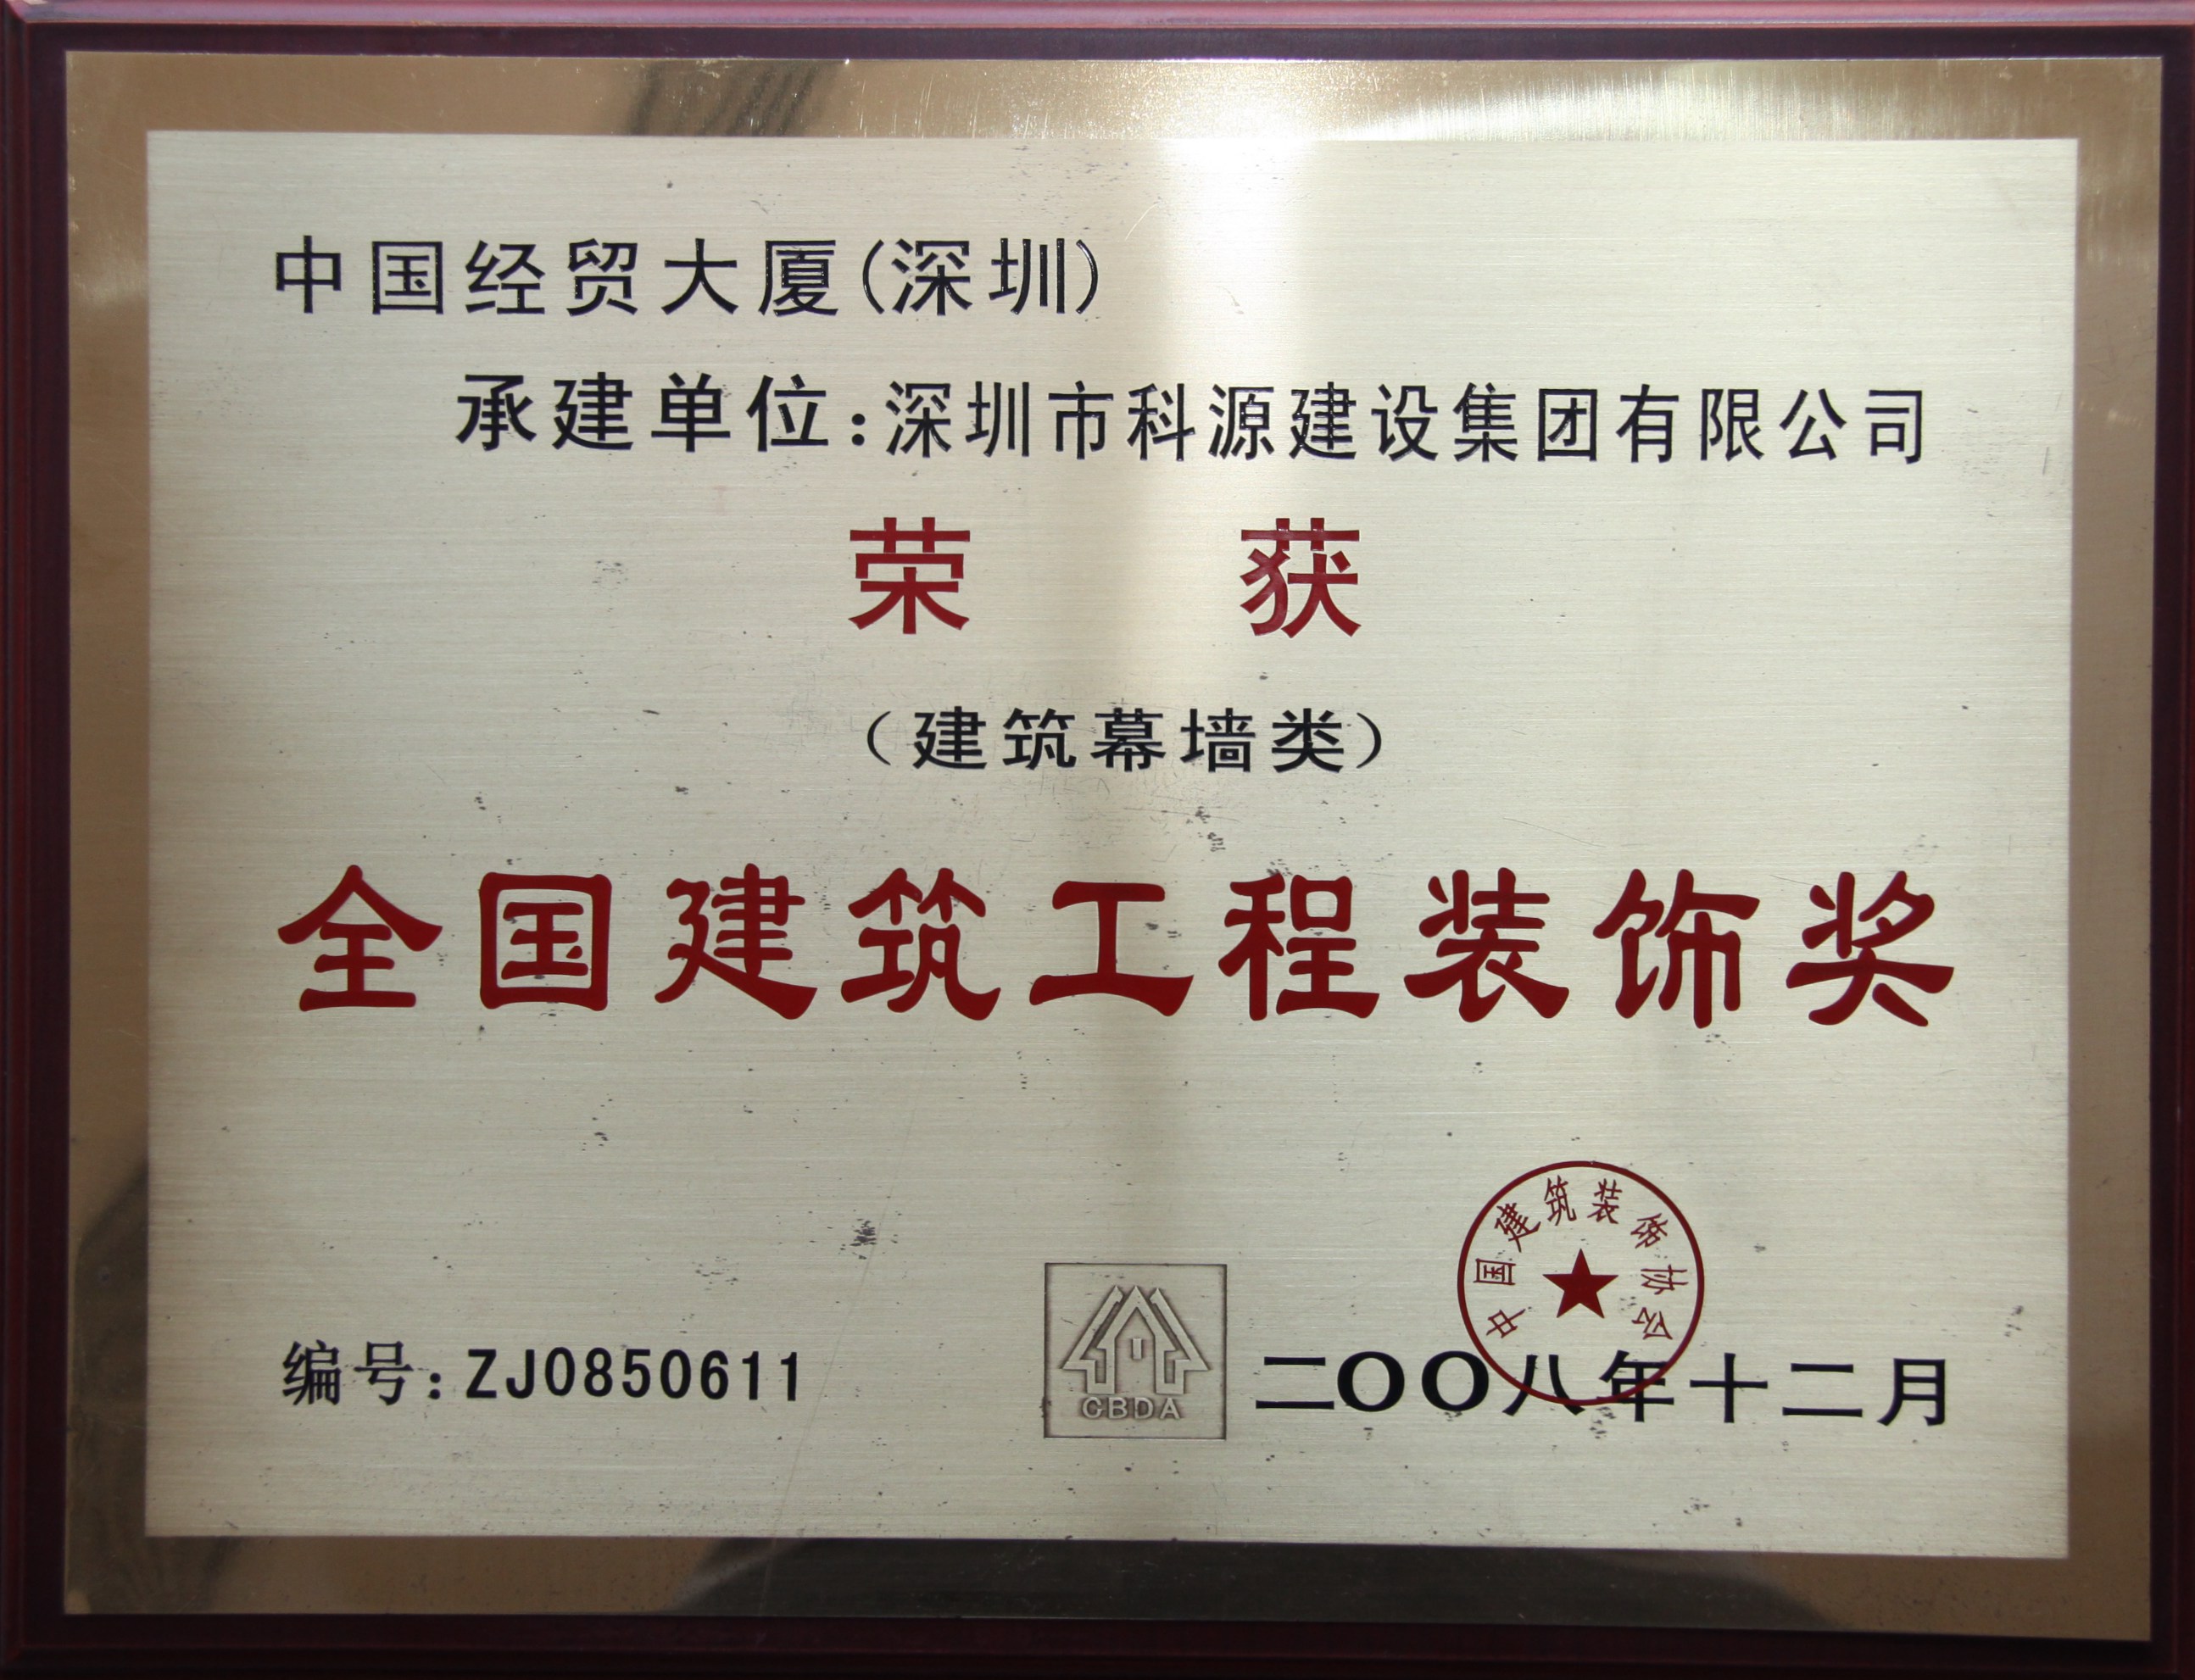 中国经贸大厦(深圳)
承建单位:深圳市科源建设集团有限公司
荣 获
(建筑幕墙类)
全国建筑工程装饰奖
中国建筑装饰协会
编号:ZJ0850611
CBDA
二OO八年十二月